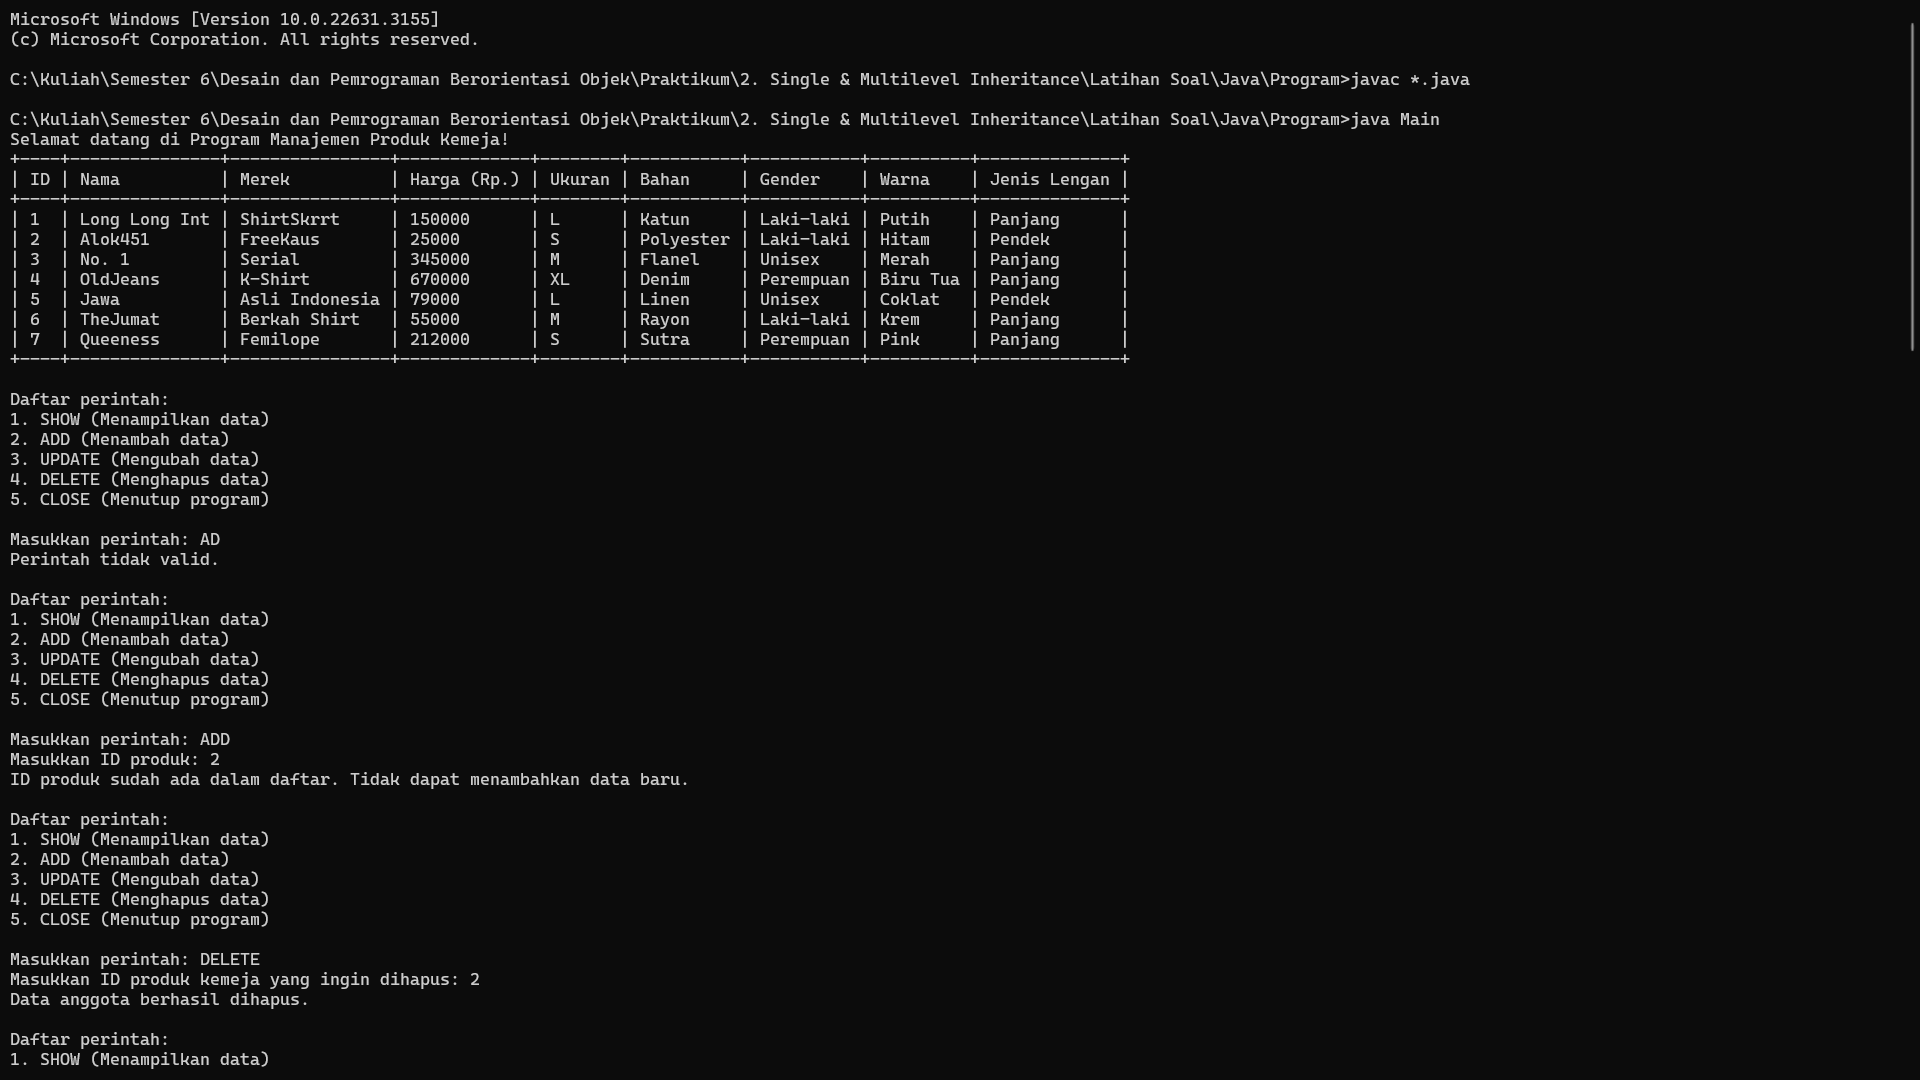 Microsoft Windows [Version 10.0.22631.3155]
(c) Microsoft Corporation. All rights reserved.

C:\Kuliah\Semester 6\Desain dan Pemrograman Berorientasi Objek\Praktikum\2. Single & Multilevel Inheritance\Latihan Soal\Java\Program>javac *.java

C:\Kuliah\Semester 6\Desain dan Pemrograman Berorientasi Objek\Praktikum\2. Single & Multilevel Inheritance\Latihan Soal\Java\Program>java Main
Selamat datang di Program Manajemen Produk Kemeja!
+----+---------------+----------------+-------------+--------+-----------+-----------+----------+--------------+
| ID | Nama          | Merek          | Harga (Rp.) | Ukuran | Bahan     | Gender    | Warna    | Jenis Lengan |
+----+---------------+----------------+-------------+--------+-----------+-----------+----------+--------------+
| 1  | Long Long Int | ShirtSkrrt     | 150000      | L      | Katun     | Laki-laki | Putih    | Panjang      |
| 2  | Alok451       | FreeKaus       | 25000       | S      | Polyester | Laki-laki | Hitam    | Pendek       |
| 3  | No. 1         | Serial         | 345000      | M      | Flanel    | Unisex    | Merah    | Panjang      |
| 4  | OldJeans      | K-Shirt        | 670000      | XL     | Denim     | Perempuan | Biru Tua | Panjang      |
| 5  | Jawa          | Asli Indonesia | 79000       | L      | Linen     | Unisex    | Coklat   | Pendek       |
| 6  | TheJumat      | Berkah Shirt   | 55000       | M      | Rayon     | Laki-laki | Krem     | Panjang      |
| 7  | Queeness      | Femilope       | 212000      | S      | Sutra     | Perempuan | Pink     | Panjang      |
+----+---------------+----------------+-------------+--------+-----------+-----------+----------+--------------+

Daftar perintah:
1. SHOW (Menampilkan data)
2. ADD (Menambah data)
3. UPDATE (Mengubah data)
4. DELETE (Menghapus data)
5. CLOSE (Menutup program)

Masukkan perintah: AD
Perintah tidak valid.

Daftar perintah:
1. SHOW (Menampilkan data)
2. ADD (Menambah data)
3. UPDATE (Mengubah data)
4. DELETE (Menghapus data)
5. CLOSE (Menutup program)

Masukkan perintah: ADD
Masukkan ID produk: 2
ID produk sudah ada dalam daftar. Tidak dapat menambahkan data baru.

Daftar perintah:
1. SHOW (Menampilkan data)
2. ADD (Menambah data)
3. UPDATE (Mengubah data)
4. DELETE (Menghapus data)
5. CLOSE (Menutup program)

Masukkan perintah: DELETE
Masukkan ID produk kemeja yang ingin dihapus: 2
Data anggota berhasil dihapus.

Daftar perintah:
1. SHOW (Menampilkan data)